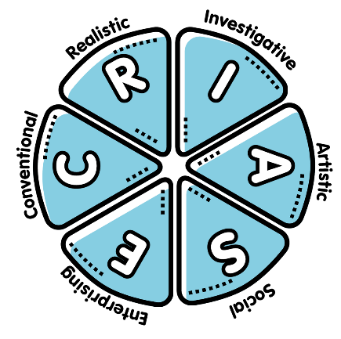 Realistic
R
Investigative
I
Artistic
A
Social
S
Enterprising
E
Conventional
C